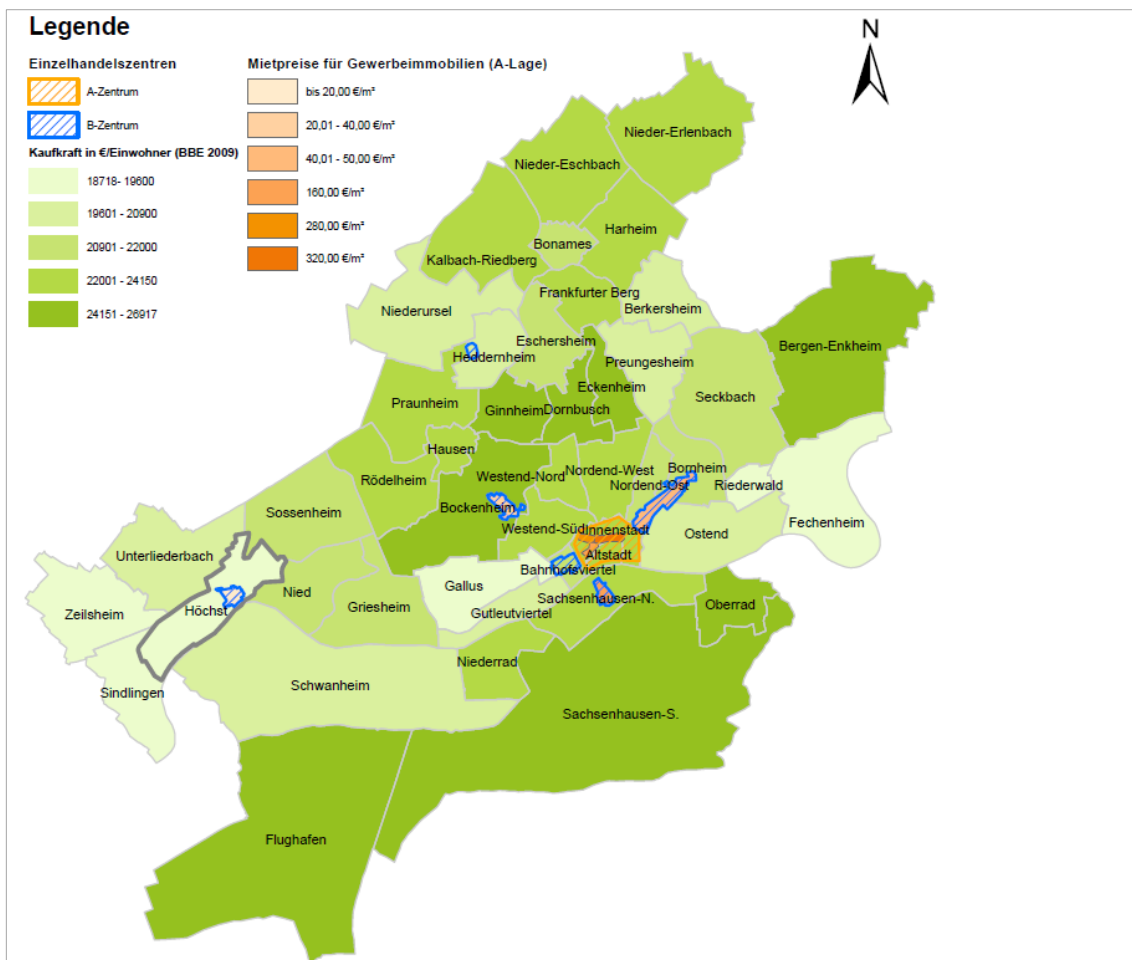 Legende
Einzelhandelszentren
A-Zentrum
B-Zentrum
Kaufkraft in €/Einwohner (BBE 2009)
18718- 19600
19601 - 20900
20901 - 22000
22001 - 24150
24151 - 26917
Mietpreise für Gewerbeimmobilien (A-Lage)
bis 20,00 €/m²
20,01 - 40,00 €/m²
40,01 - 50,00 €/m²
160,00 €/m²
280,00 €/m²
320,00 €/m²
N
Nieder-Erlenbach
Nieder-Eschbach
Harheim
Bonames
Kalbach-Riedberg
Frankfurter Berg
Berkersheim
Niederursel
Eschersheim
Bergen-Enkheim
Heddernheim
Preungesheim
Eckenheim
Seckbach
Praunheim
Ginnheim
Dornbusch
Hausen
Rödelheim
Westend-Nord
Nordend-West
Bornheim
Nordend-Ost
Riederwald
Bockenheim
Sossenheim
Fechenheim
Westend-Süd
Innenstadt
Ostend
Unterliederbach
Altstadt
Bahnhofsviertel
Gallus
Nied
Griesheim
Sachsenhausen-N.
Oberrad
Zeilsheim
Höchst
Gutleutviertel
Niederrad
Schwanheim
Sindlingen
Sachsenhausen-S.
Flughafen